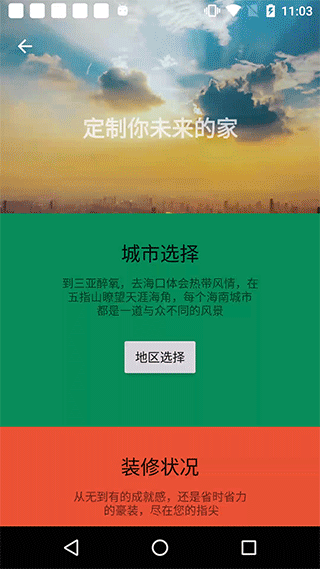 11:03
定制你未来的家
城市选择
到三亚醉氧，去海口体会热带风情，在
五指山瞭望天涯海角，每个海南城市
都是一道与众不同的风景
地区选择
装修状况
从无到有的成就感，还是省时省力
的豪装，尽在您的指尖